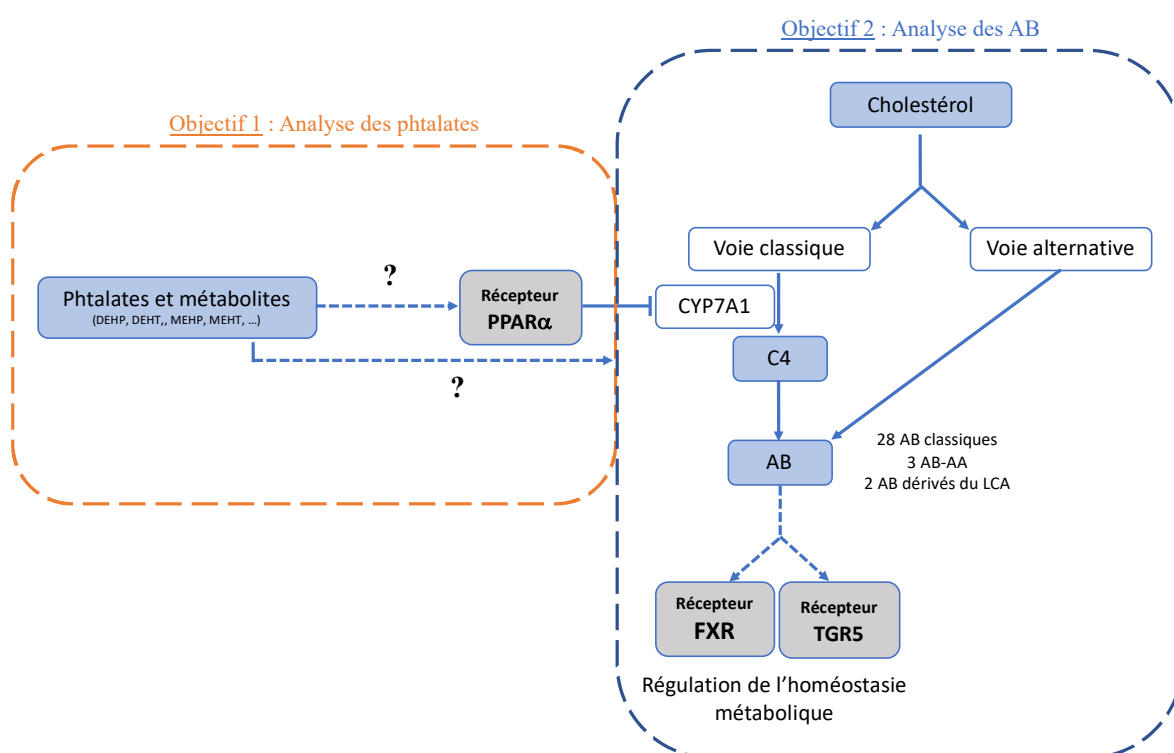 Objectif 2 : Analyse des AB
Cholestérol
Objectif 1 : Analyse des phtalates
Voie classique
Voie alternative
?
Phtalates et métabolites
(DEHP, DEHT,, MEHP, MEHT, ...)
Récepteur
PPARα
CYP7A1
C4
?
AB
28 AB classiques
3 AB-AA
2 AB dérivés du LCA
Récepteur
FXR
Récepteur
TGR5
Régulation de l'homéostasie
métabolique